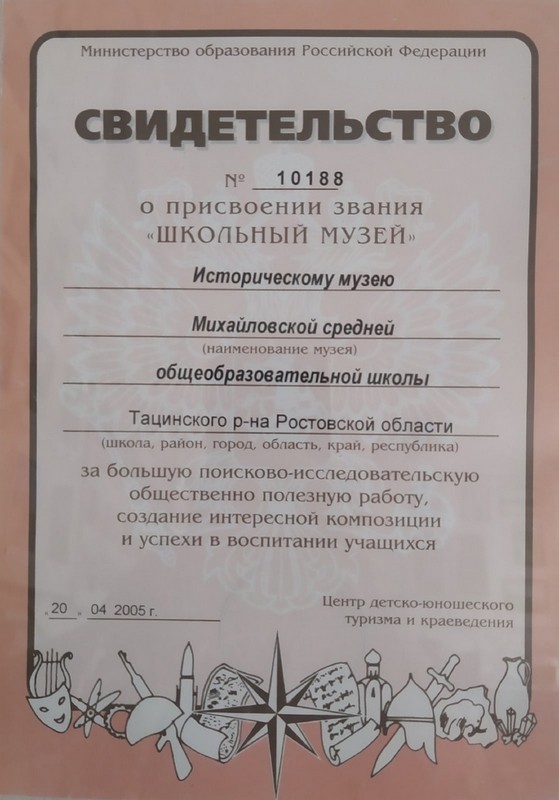 Министерство образования Российской Федерации
СВИДЕТЕЛЬСТВО
№ 10188
о присвоении звания
«ШКОЛЬНЫЙ МУЗЕЙ»
Историческому музею
Михайловской средней
(наименование музея)
общеобразовательной школы
Тацинского р-на Ростовской области
(школа, район, город, область, край, республика)
за большую поисково-исследовательскую
общественно полезную работу,
создание интересной композиции
и успехи в воспитании учащихся
„20 „ 04 2005 г.
Центр детско-юношеского
туризма и краеведения